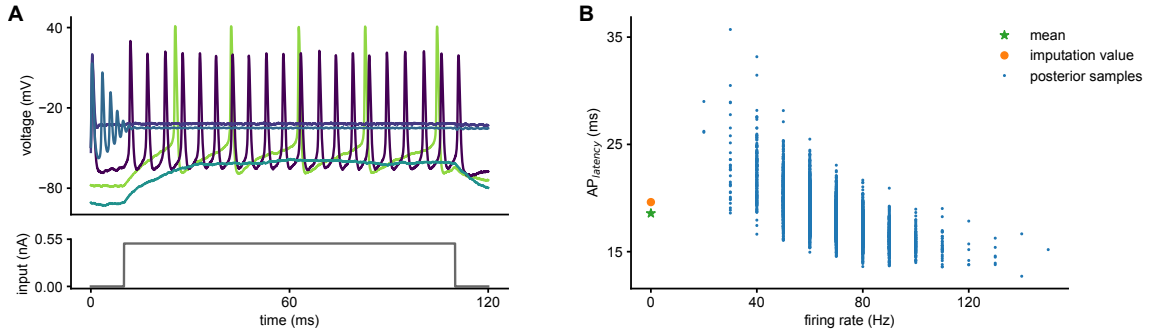 A
40
−20
−80
voltage (mV)
0.55
0.00
input (nA)
0
60
120
time (ms)
B
35
25
15
AP_latency (ms)
mean
imputation value
posterior samples
0
40
80
120
firing rate (Hz)